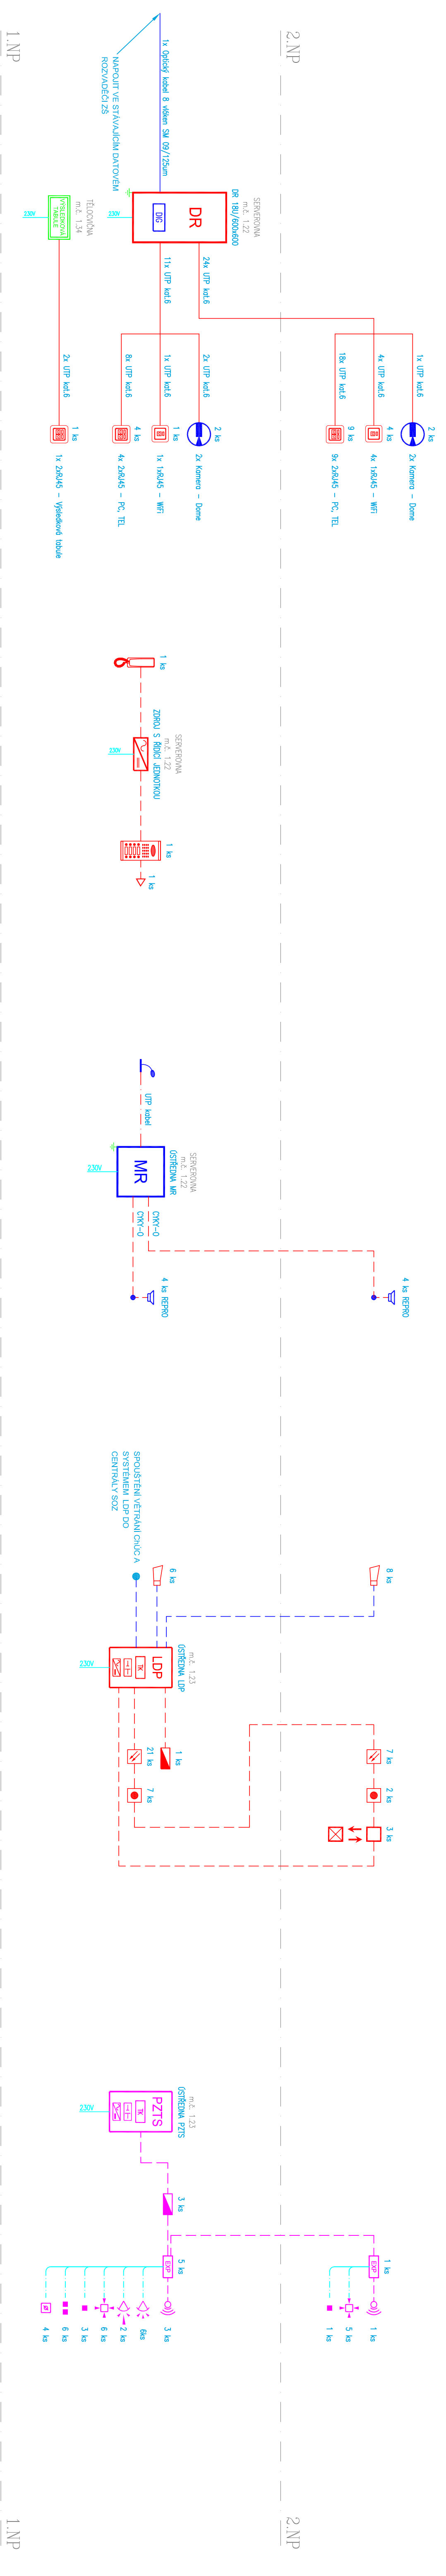 2.NP
1.NP
1x Optický kabel 8 vláken SM 09/125um
NAPOJIT VE STÁVAJÍCÍM DATOVÉM
ROZVADĚČI ZŠ
SERVEROVNA
m.č. 1.22
DR 18U/600x600
DR
DIG
230V
TĚLOCVIČNA
m.č. 1.34
VÝSLEDKOVÁ
TABULE
230V
24x UTP kat.6
11x UTP kat.6
1x UTP kat.6
2 ks
2x Kamera - Dome
4x UTP kat.6
4 ks
4x 1xRJ45 - WiFi
18x UTP kat.6
9 ks
9x 2xRJ45 - PC, TEL
2x UTP kat.6
2 ks
2x Kamera - Dome
1x UTP kat.6
1 ks
1x 1xRJ45 - WiFi
8x UTP kat.6
4 ks
4x 2xRJ45 - PC, TEL
2x UTP kat.6
1 ks
1x 2xRJ45 - Výsledková tabule
1 ks
SERVEROVNA
m.č. 1.22
ZDROJ S ŘÍDÍCÍ JEDNOTKOU
230V
1 ks
1 ks
UTP kabel
SERVEROVNA
m.č. 1.22
ÚSTŘEDNA MR
MR
230V
CYKY-O
CYKY-O
4 ks REPRO
4 ks REPRO
SPOUŠTĚNÍ VĚTRÁNÍ ChÚC A
SYSTÉMEM LDP DO
CENTRÁLY SOZ
8 ks
6 ks
m.č. 1.23
ÚSTŘEDNA LDP
LDP
TK
230V
1 ks
21 ks
7 ks
7 ks
2 ks
3 ks
m.č. 1.23
ÚSTŘEDNA PZTS
PZTS
TK
230V
3 ks
5 ks
EXP
1 ks
EXP
1 ks
5 ks
1 ks
3 ks
6ks
2 ks
6 ks
3 ks
6 ks
4 ks
2.NP
1.NP